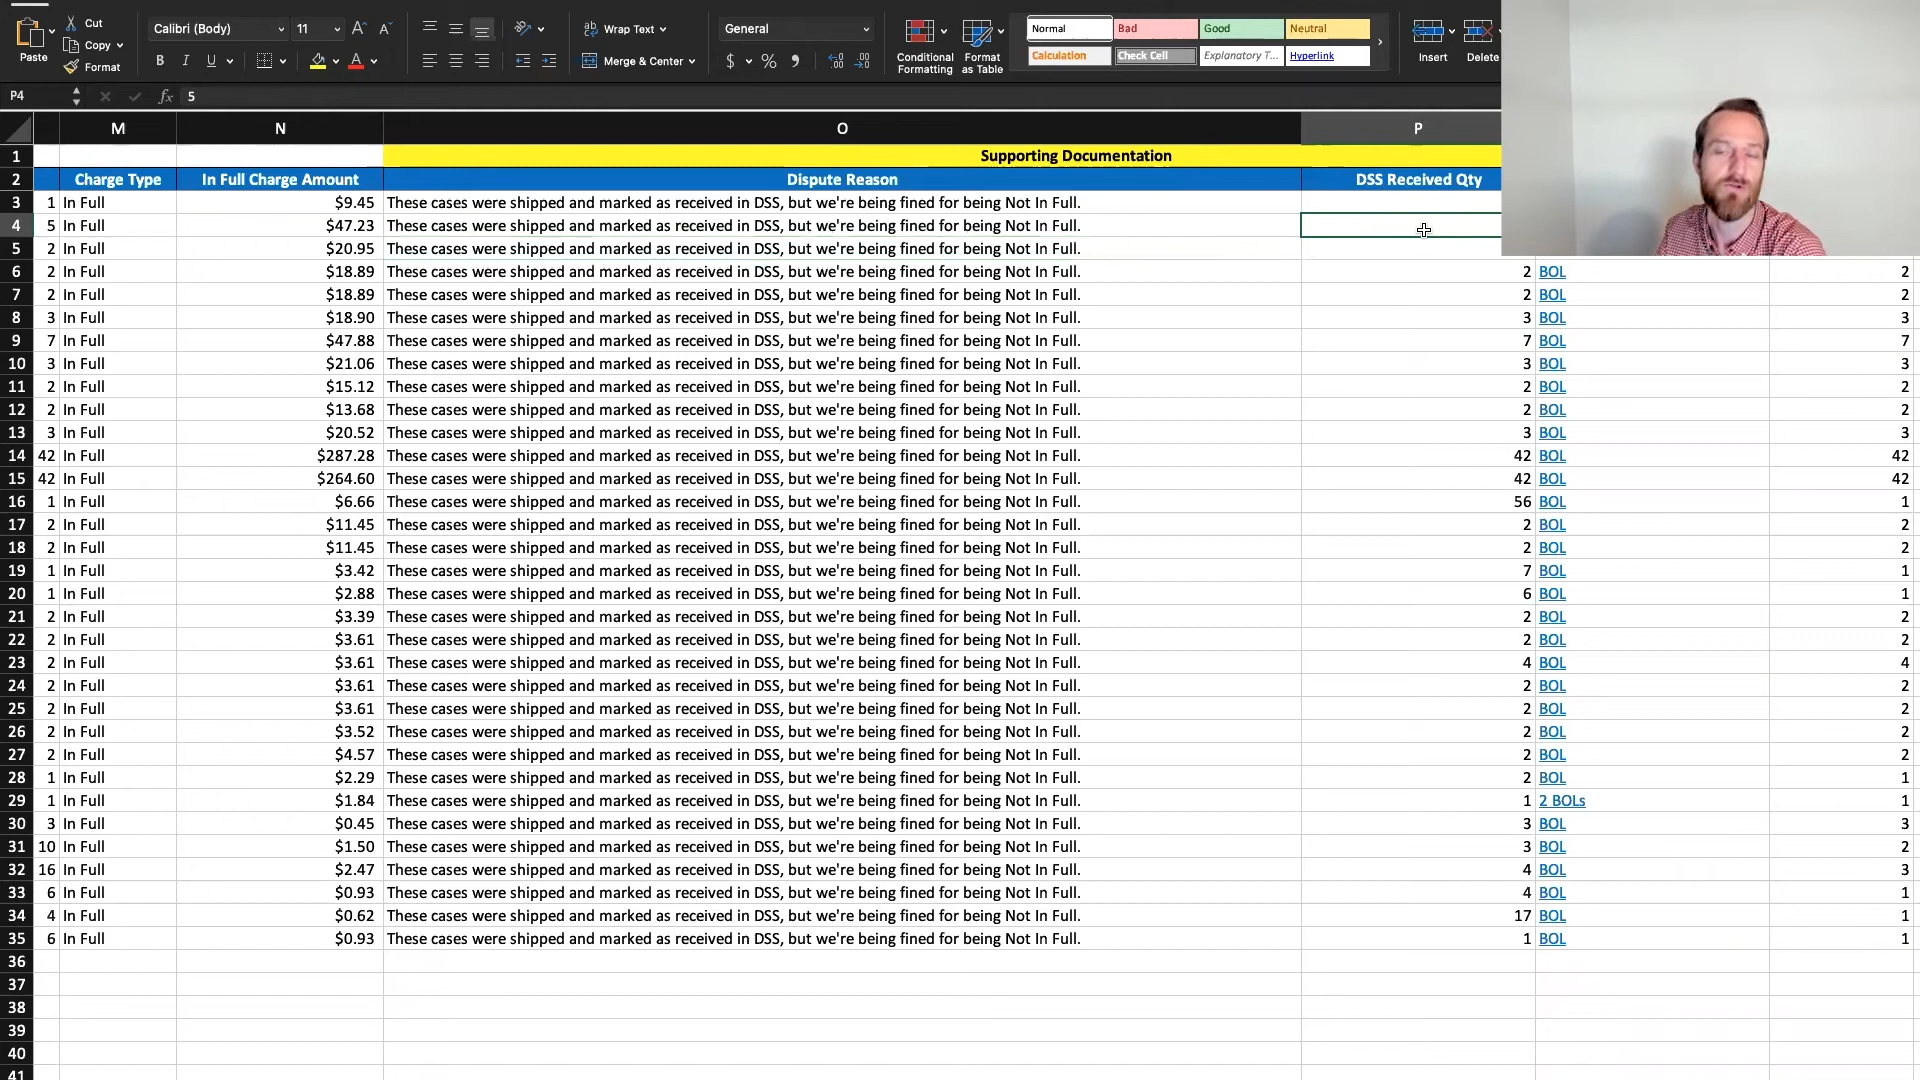 Cut
Calibri (Body) 11 Wrap Text General Normal Bad Good Neutral
Paste Copy Format B I U Merge & Center $ % Conditional Formatting Format as Table Calculation Check Cell Explanatory T... Hyperlink Insert Delete
P4 fx 5
M N O P
1 Supporting Documentation
2 Charge Type In Full Charge Amount Dispute Reason DSS Received Qty
3 1 In Full $9.45 These cases were shipped and marked as received in DSS, but we're being fined for being Not In Full.
4 5 In Full $47.23 These cases were shipped and marked as received in DSS, but we're being fined for being Not In Full.
5 2 In Full $20.95 These cases were shipped and marked as received in DSS, but we're being fined for being Not In Full.
6 2 In Full $18.89 These cases were shipped and marked as received in DSS, but we're being fined for being Not In Full. 2 BOL 2
7 2 In Full $18.89 These cases were shipped and marked as received in DSS, but we're being fined for being Not In Full. 2 BOL 2
8 3 In Full $18.90 These cases were shipped and marked as received in DSS, but we're being fined for being Not In Full. 3 BOL 3
9 7 In Full $47.88 These cases were shipped and marked as received in DSS, but we're being fined for being Not In Full. 7 BOL 7
10 3 In Full $21.06 These cases were shipped and marked as received in DSS, but we're being fined for being Not In Full. 3 BOL 3
11 2 In Full $15.12 These cases were shipped and marked as received in DSS, but we're being fined for being Not In Full. 2 BOL 2
12 2 In Full $13.68 These cases were shipped and marked as received in DSS, but we're being fined for being Not In Full. 2 BOL 2
13 3 In Full $20.52 These cases were shipped and marked as received in DSS, but we're being fined for being Not In Full. 3 BOL 3
14 42 In Full $287.28 These cases were shipped and marked as received in DSS, but we're being fined for being Not In Full. 42 BOL 42
15 42 In Full $264.60 These cases were shipped and marked as received in DSS, but we're being fined for being Not In Full. 42 BOL 42
16 1 In Full $6.66 These cases were shipped and marked as received in DSS, but we're being fined for being Not In Full. 56 BOL 1
17 2 In Full $11.45 These cases were shipped and marked as received in DSS, but we're being fined for being Not In Full. 2 BOL 2
18 2 In Full $11.45 These cases were shipped and marked as received in DSS, but we're being fined for being Not In Full. 2 BOL 2
19 1 In Full $3.42 These cases were shipped and marked as received in DSS, but we're being fined for being Not In Full. 7 BOL 1
20 1 In Full $2.88 These cases were shipped and marked as received in DSS, but we're being fined for being Not In Full. 6 BOL 1
21 2 In Full $3.39 These cases were shipped and marked as received in DSS, but we're being fined for being Not In Full. 2 BOL 2
22 2 In Full $3.61 These cases were shipped and marked as received in DSS, but we're being fined for being Not In Full. 2 BOL 2
23 2 In Full $3.61 These cases were shipped and marked as received in DSS, but we're being fined for being Not In Full. 4 BOL 4
24 2 In Full $3.61 These cases were shipped and marked as received in DSS, but we're being fined for being Not In Full. 2 BOL 2
25 2 In Full $3.61 These cases were shipped and marked as received in DSS, but we're being fined for being Not In Full. 2 BOL 2
26 2 In Full $3.52 These cases were shipped and marked as received in DSS, but we're being fined for being Not In Full. 2 BOL 2
27 2 In Full $4.57 These cases were shipped and marked as received in DSS, but we're being fined for being Not In Full. 2 BOL 2
28 1 In Full $2.29 These cases were shipped and marked as received in DSS, but we're being fined for being Not In Full. 2 BOL 1
29 1 In Full $1.84 These cases were shipped and marked as received in DSS, but we're being fined for being Not In Full. 1 2 BOLs 1
30 3 In Full $0.45 These cases were shipped and marked as received in DSS, but we're being fined for being Not In Full. 3 BOL 3
31 10 In Full $1.50 These cases were shipped and marked as received in DSS, but we're being fined for being Not In Full. 3 BOL 2
32 16 In Full $2.47 These cases were shipped and marked as received in DSS, but we're being fined for being Not In Full. 4 BOL 3
33 6 In Full $0.93 These cases were shipped and marked as received in DSS, but we're being fined for being Not In Full. 4 BOL 1
34 4 In Full $0.62 These cases were shipped and marked as received in DSS, but we're being fined for being Not In Full. 17 BOL 1
35 6 In Full $0.93 These cases were shipped and marked as received in DSS, but we're being fined for being Not In Full. 1 BOL 1
36
37
38
39
40
41